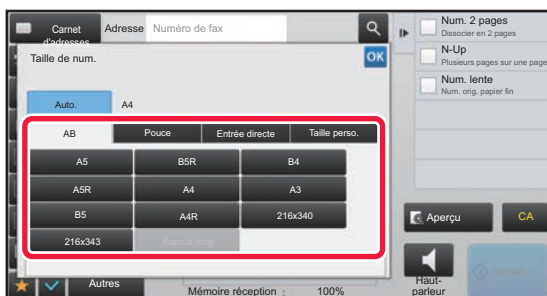 Carnet
d'adresses
Adresse
Numéro de fax
Taille de num.
OK
Auto.
A4
AB
Pouce
Entrée directe
Taille perso.
A5
B5R
B4
A5R
A4
A3
B5
A4R
216x340
216x343
Format long
Autres
Mémoire réception : 100%
Num. 2 pages
Dissocier en 2 pages
N-Up
Plusieurs pages sur une page
Num. lente
Num. orig. papier fin
Aperçu
CA
Haut-
parleur
Départ